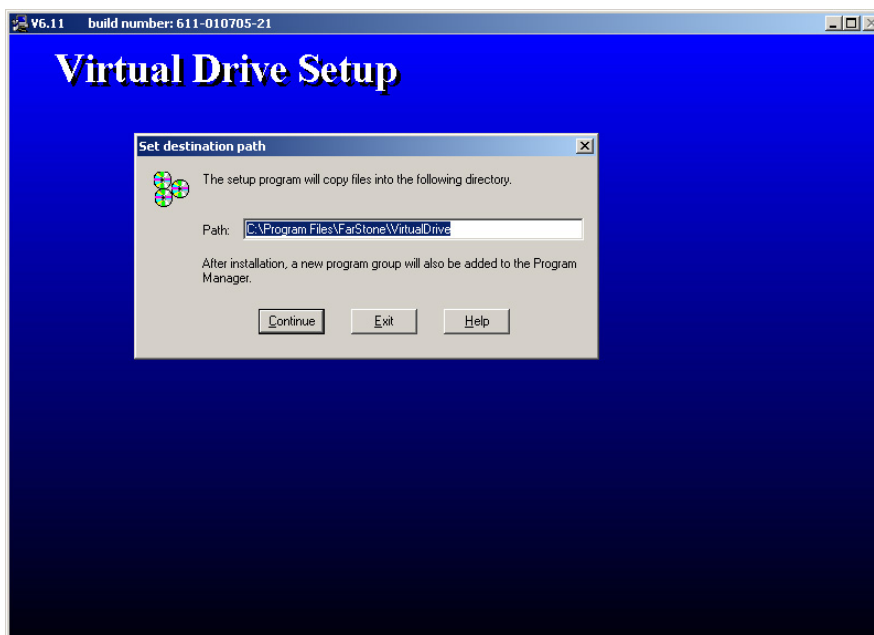 V6.11 build number: 611-010705-21
Virtual Drive Setup
Set destination path
The setup program will copy files into the following directory.
Path: C:\Program Files\FarStone\VirtualDrive
After installation, a new program group will also be added to the Program
Manager.
Continue Exit Help